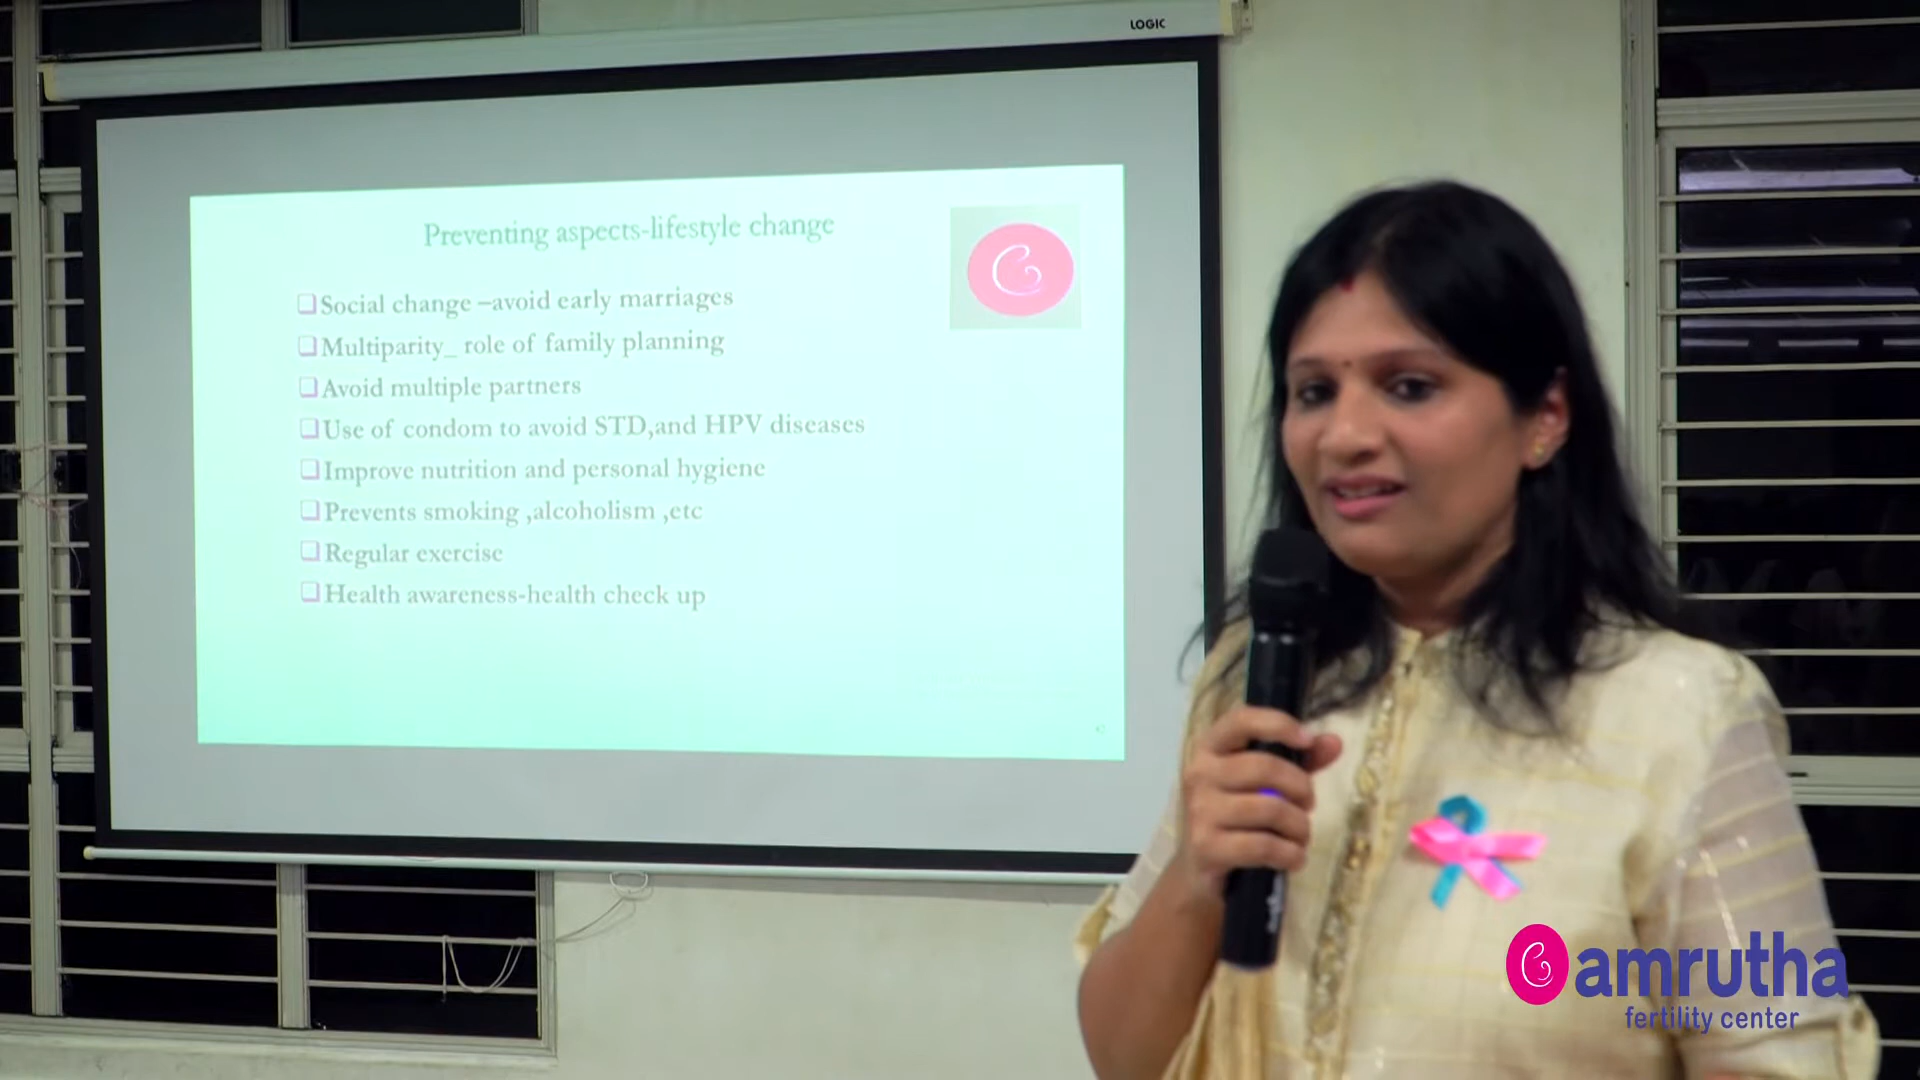 LOGIC
Preventing aspects-lifestyle change
Social change –avoid early marriages
Multiparity_ role of family planning
Avoid multiple partners
Use of condom to avoid STD,and HPV diseases
Improve nutrition and personal hygiene
Prevents smoking ,alcoholism ,etc
Regular exercise
Health awareness-health check up
amrutha
fertility center